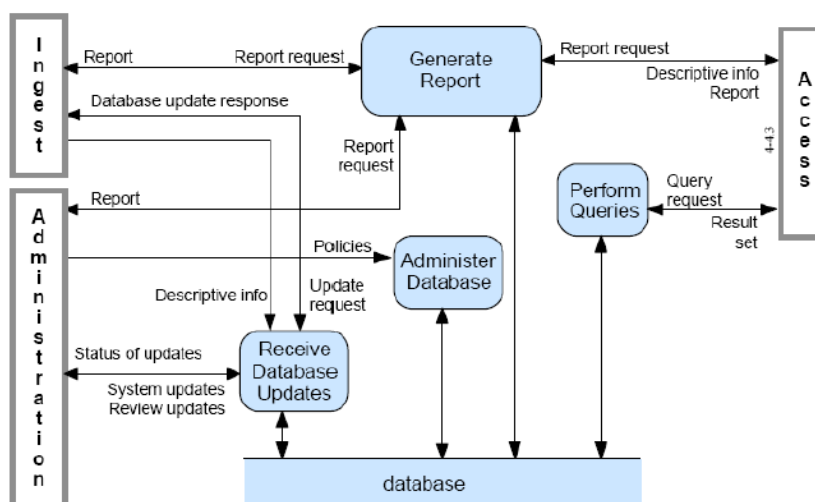 Ingest
Report
Report request
Generate
Report
Report request
Descriptive info
Report
Access
4-43
Database update response
Report
request
Perform
Queries
Query
request
Result
set
Administration
Report
Policies
Administer
Database
Descriptive info
Update
request
Receive
Database
Updates
Status of updates
System updates
Review updates
database